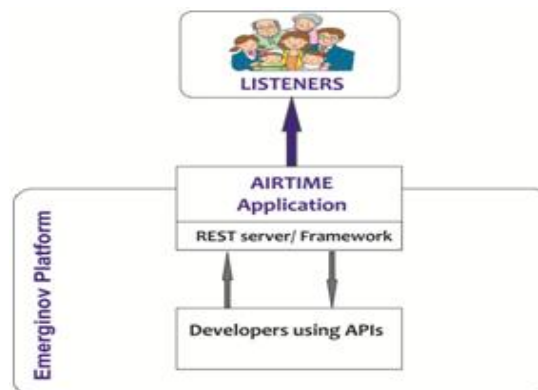 LISTENERS
AIRTIME
Application
REST server/ Framework
Developers using APIs
Emerginov Platform